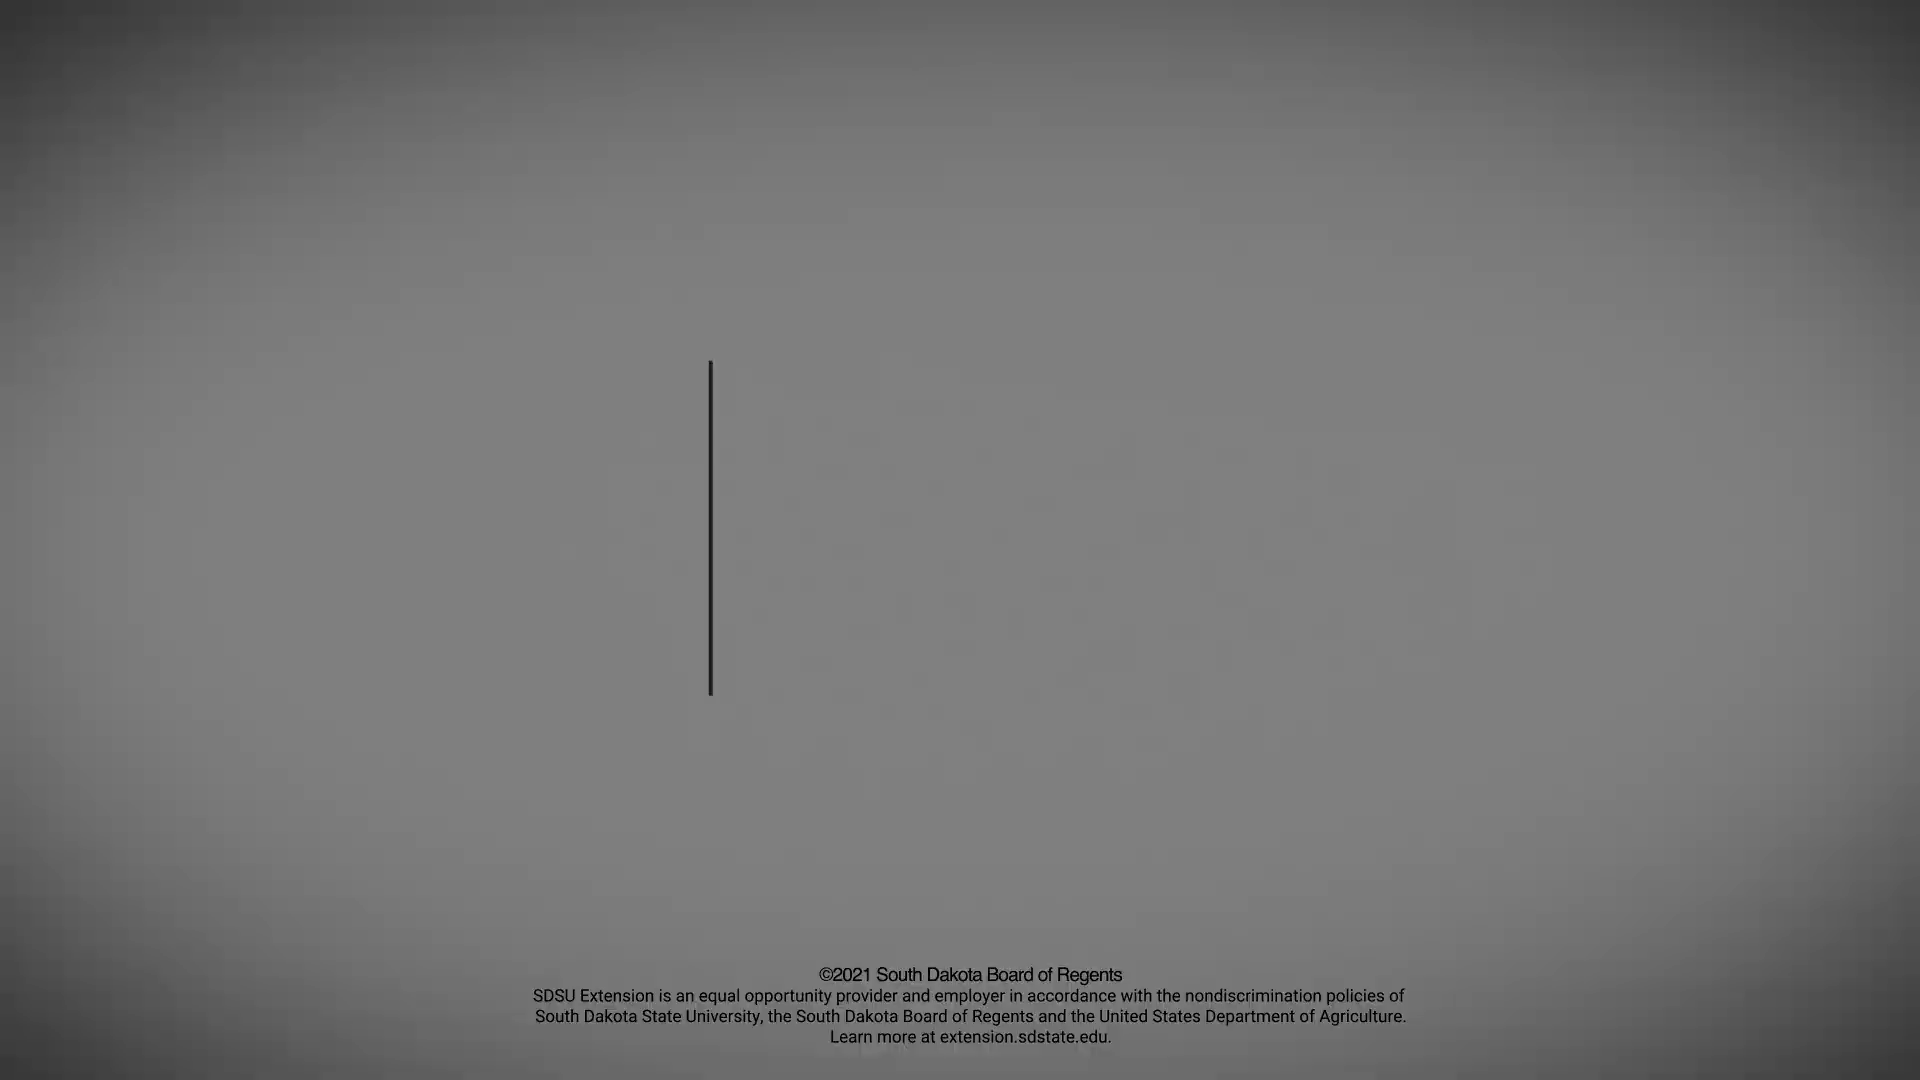 ©2021 South Dakota Board of Regents
SDSU Extension is an equal opportunity provider and employer in accordance with the nondiscrimination policies of
South Dakota State University, the South Dakota Board of Regents and the United States Department of Agriculture.
Learn more at extension.sdstate.edu.